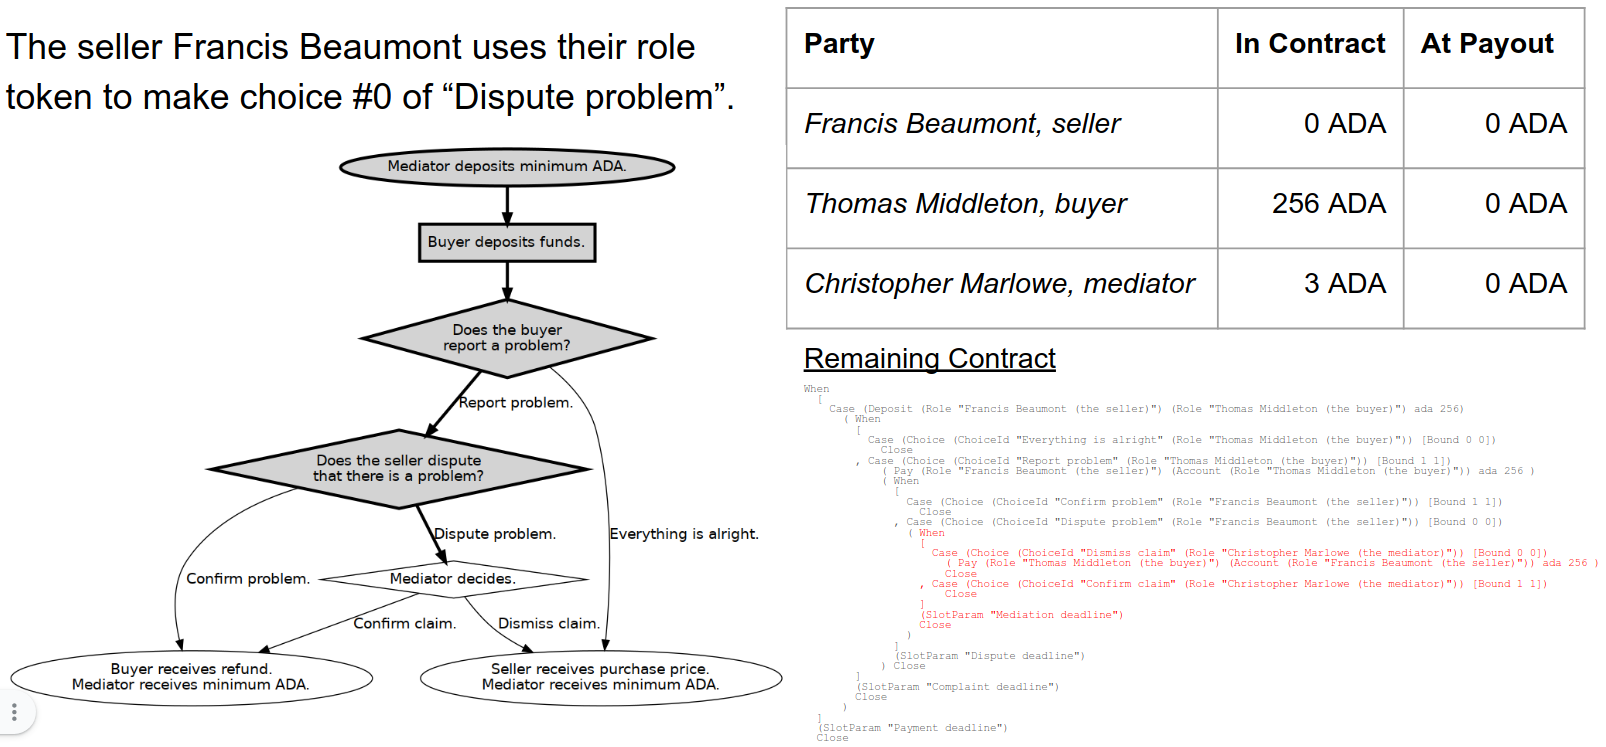 The seller Francis Beaumont uses their role
token to make choice #0 of “Dispute problem”.
Mediator deposits minimum ADA.
Buyer deposits funds.
Does the buyer
report a problem?
Report problem.
Does the seller dispute
that there is a problem?
Dispute problem.
Everything is alright.
Confirm problem.
Mediator decides.
Confirm claim.
Dismiss claim.
Buyer receives refund.
Mediator receives minimum ADA.
Seller receives purchase price.
Mediator receives minimum ADA.
Party In Contract At Payout
Francis Beaumont, seller 0 ADA 0 ADA
Thomas Middleton, buyer 256 ADA 0 ADA
Christopher Marlowe, mediator 3 ADA 0 ADA
Remaining Contract
When
[
Case (Deposit (Role "Francis Beaumont (the seller)") (Role "Thomas Middleton (the buyer)") ada 256)
( When
[
Case (Choice (ChoiceId "Everything is alright" (Role "Thomas Middleton (the buyer)")) [Bound 0 0])
Close
, Case (Choice (ChoiceId "Report problem" (Role "Thomas Middleton (the buyer)")) [Bound 1 1])
( Pay (Role "Francis Beaumont (the seller)") (Account (Role "Thomas Middleton (the buyer)")) ada 256 )
( When
[
Case (Choice (ChoiceId "Confirm problem" (Role "Francis Beaumont (the seller)")) [Bound 1 1])
Close
, Case (Choice (ChoiceId "Dispute problem" (Role "Francis Beaumont (the seller)")) [Bound 0 0])
( When
[
Case (Choice (ChoiceId "Dismiss claim" (Role "Christopher Marlowe (the mediator)")) [Bound 0 0])
( Pay (Role "Thomas Middleton (the buyer)") (Account (Role "Francis Beaumont (the seller)")) ada 256 )
Close
, Case (Choice (ChoiceId "Confirm claim" (Role "Christopher Marlowe (the mediator)")) [Bound 1 1])
Close
]
(SlotParam "Mediation deadline")
Close
)
]
(SlotParam "Dispute deadline")
) Close
]
(SlotParam "Complaint deadline")
Close
)
]
(SlotParam "Payment deadline")
Close